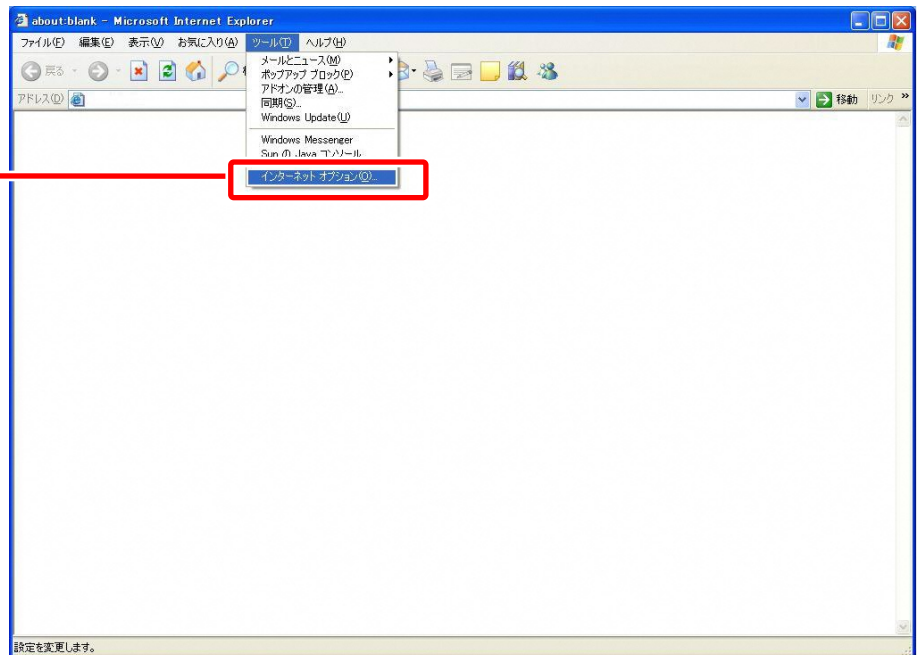 about:blank - Microsoft Internet Explorer
ファイル(F) 編集(E) 表示(V) お気に入り(A) ツール(T) ヘルプ(H)
戻る
メールとニュース(M)
ポップアップ ブロック(P)
アドオンの管理(A)...
同期(S)...
Windows Update(U)
Windows Messenger
Sun の Java コンソール
インターネット オプション(O)...
アドレス(D) 移動 リンク »
設定を変更します。